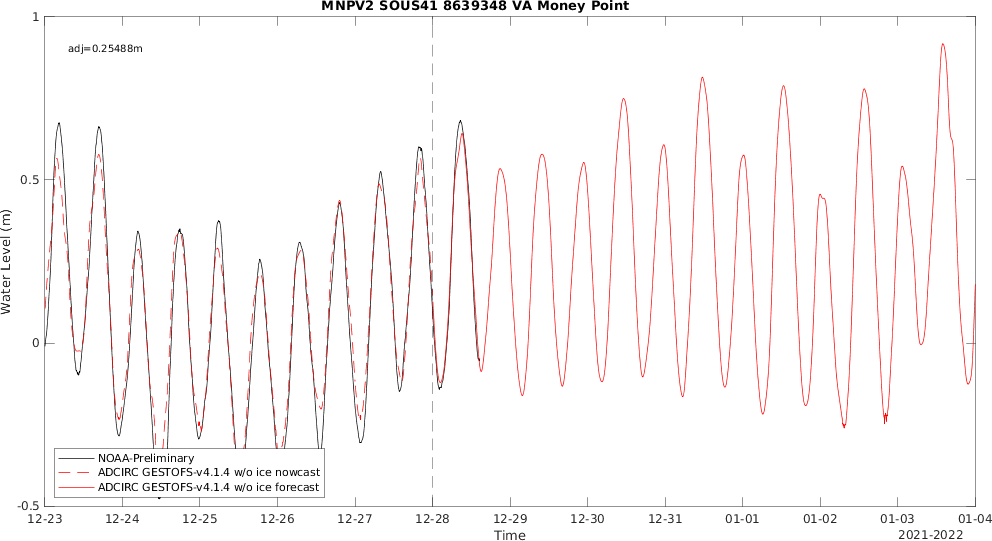 MNPV2 SOUS41 8639348 VA Money Point
adj=0.25488m
1
0.5
0
-0.5
Water Level (m)
NOAA-Preliminary
ADCIRC GESTOFS-v4.1.4 w/o ice nowcast
ADCIRC GESTOFS-v4.1.4 w/o ice forecast
12-23 12-24 12-25 12-26 12-27 12-28 12-29 12-30 12-31 01-01 01-02 01-03 01-04
Time
2021-2022